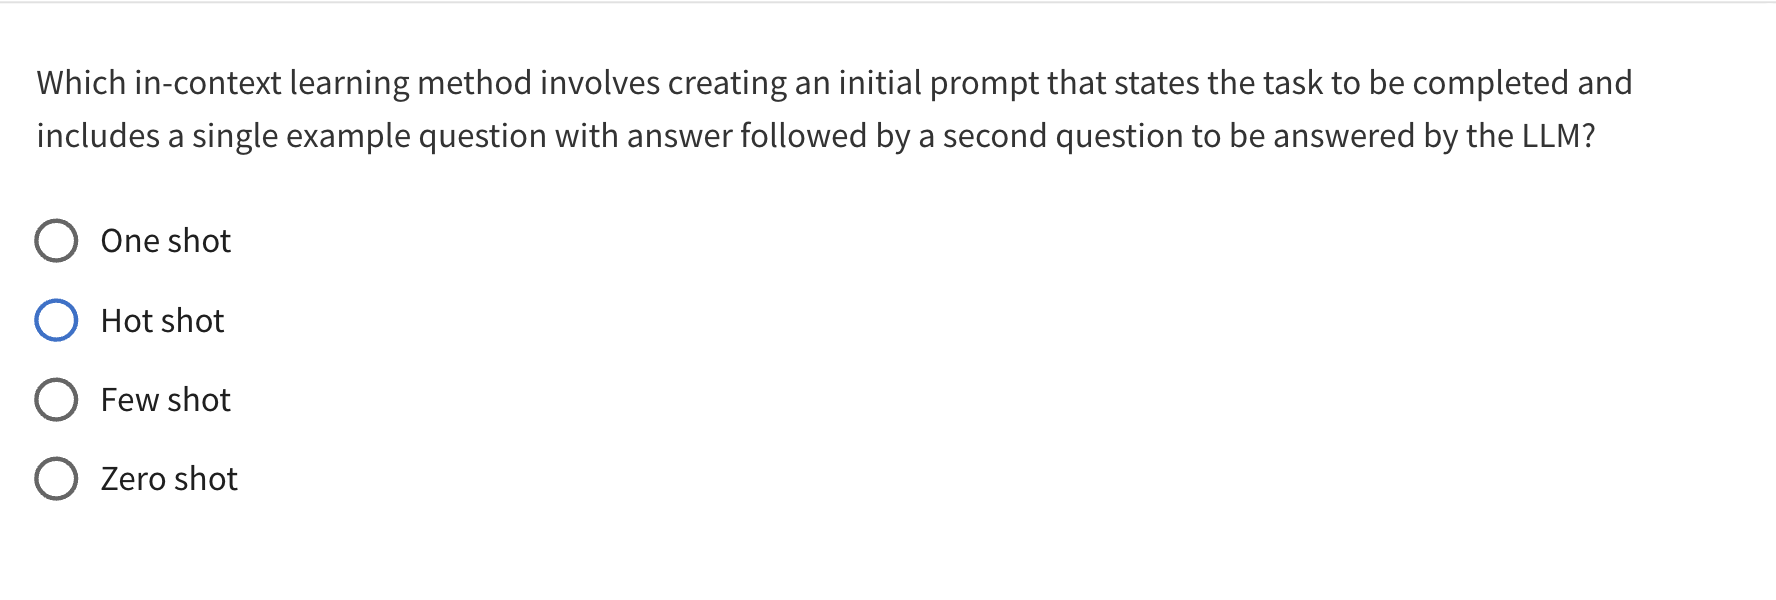 Which in-context learning method involves creating an initial prompt that states the task to be completed and
includes a single example question with answer followed by a second question to be answered by the LLM?
One shot
Hot shot
Few shot
Zero shot